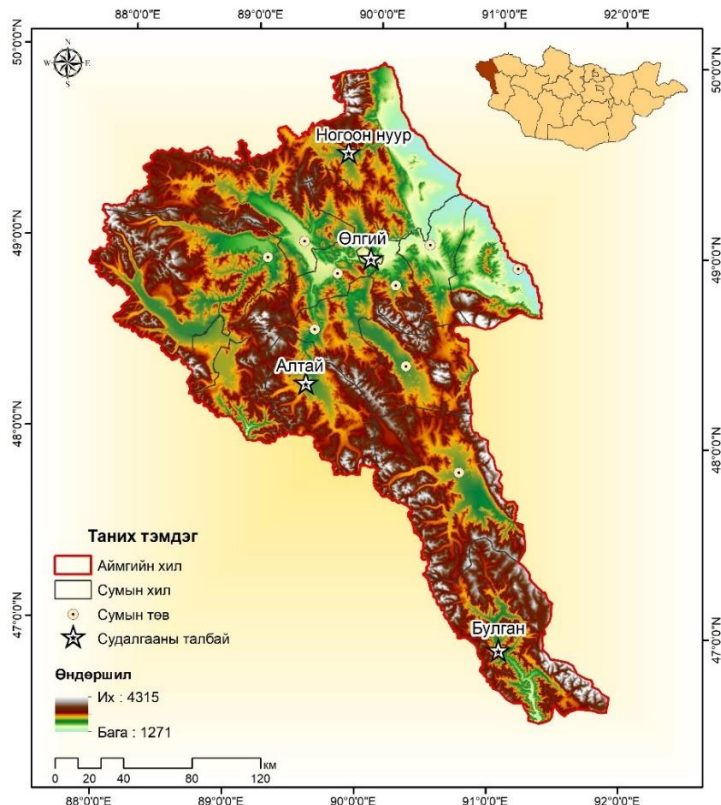 88°0'0"E 89°0'0"E 90°0'0"E 91°0'0"E 92°0'0"E
50°0'0"N
50°0'0"N
N
W E
S
Ногоон нуур
49°0'0"N
Өлгий
49°0'0"N
Алтай
48°0'0"N
48°0'0"N
Таних тэмдэг
Аймгийн хил
Сумын хил
Сумын төв
Судалгааны талбай
47°0'0"N
Булган
47°0'0"N
Өндөршил
Их : 4315
Бага : 1271
км
0 20 40 80 120
88°0'0"E 89°0'0"E 90°0'0"E 91°0'0"E 92°0'0"E